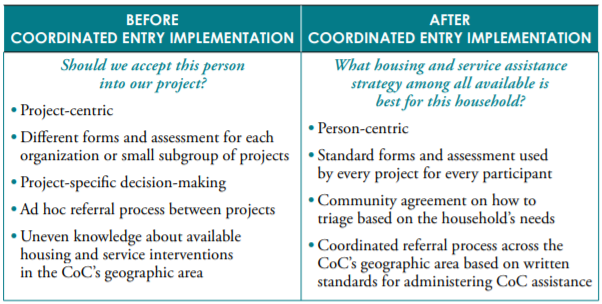 BEFORE
COORDINATED ENTRY IMPLEMENTATION
Should we accept this person
into our project?
• Project-centric
• Different forms and assessment for each
organization or small subgroup of projects
• Project-specific decision-making
• Ad hoc referral process between projects
• Uneven knowledge about available
housing and service interventions
in the CoC's geographic area
AFTER
COORDINATED ENTRY IMPLEMENTATION
What housing and service assistance
strategy among all available is
best for this household?
• Person-centric
• Standard forms and assessment used
by every project for every participant
• Community agreement on how to
triage based on the household's needs
• Coordinated referral process across the
CoC's geographic area based on written
standards for administering CoC assistance